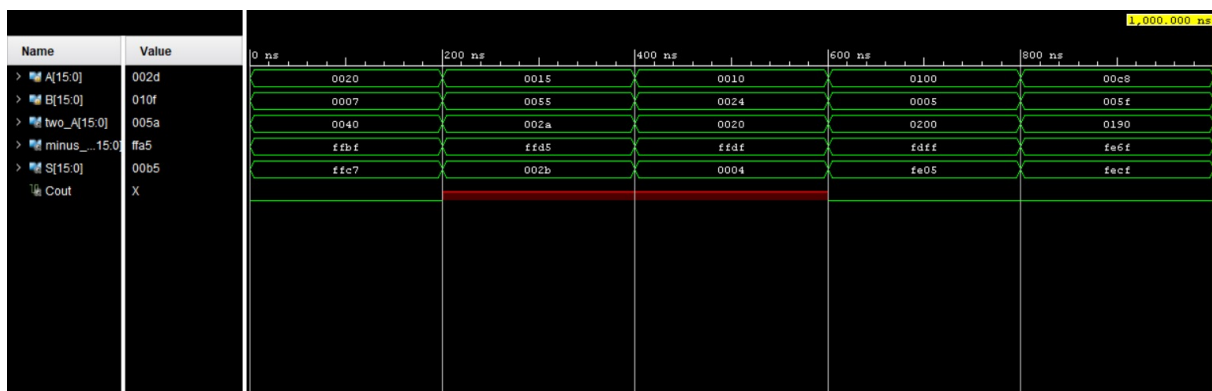 1,000.000 ns
Name Value
0 ns 200 ns 400 ns 600 ns 800 ns
A[15:0] 002d 0020 0015 0010 0100 00c8
B[15:0] 010f 0007 0055 0024 0005 005f
two_A[15:0] 005a 0040 002a 0020 0200 0190
minus_...15:0] ffa5 ffbf ffd5 ffdf fdff fe6f
S[15:0] 00b5 ffc7 002b 0004 fe05 fecf
Cout X